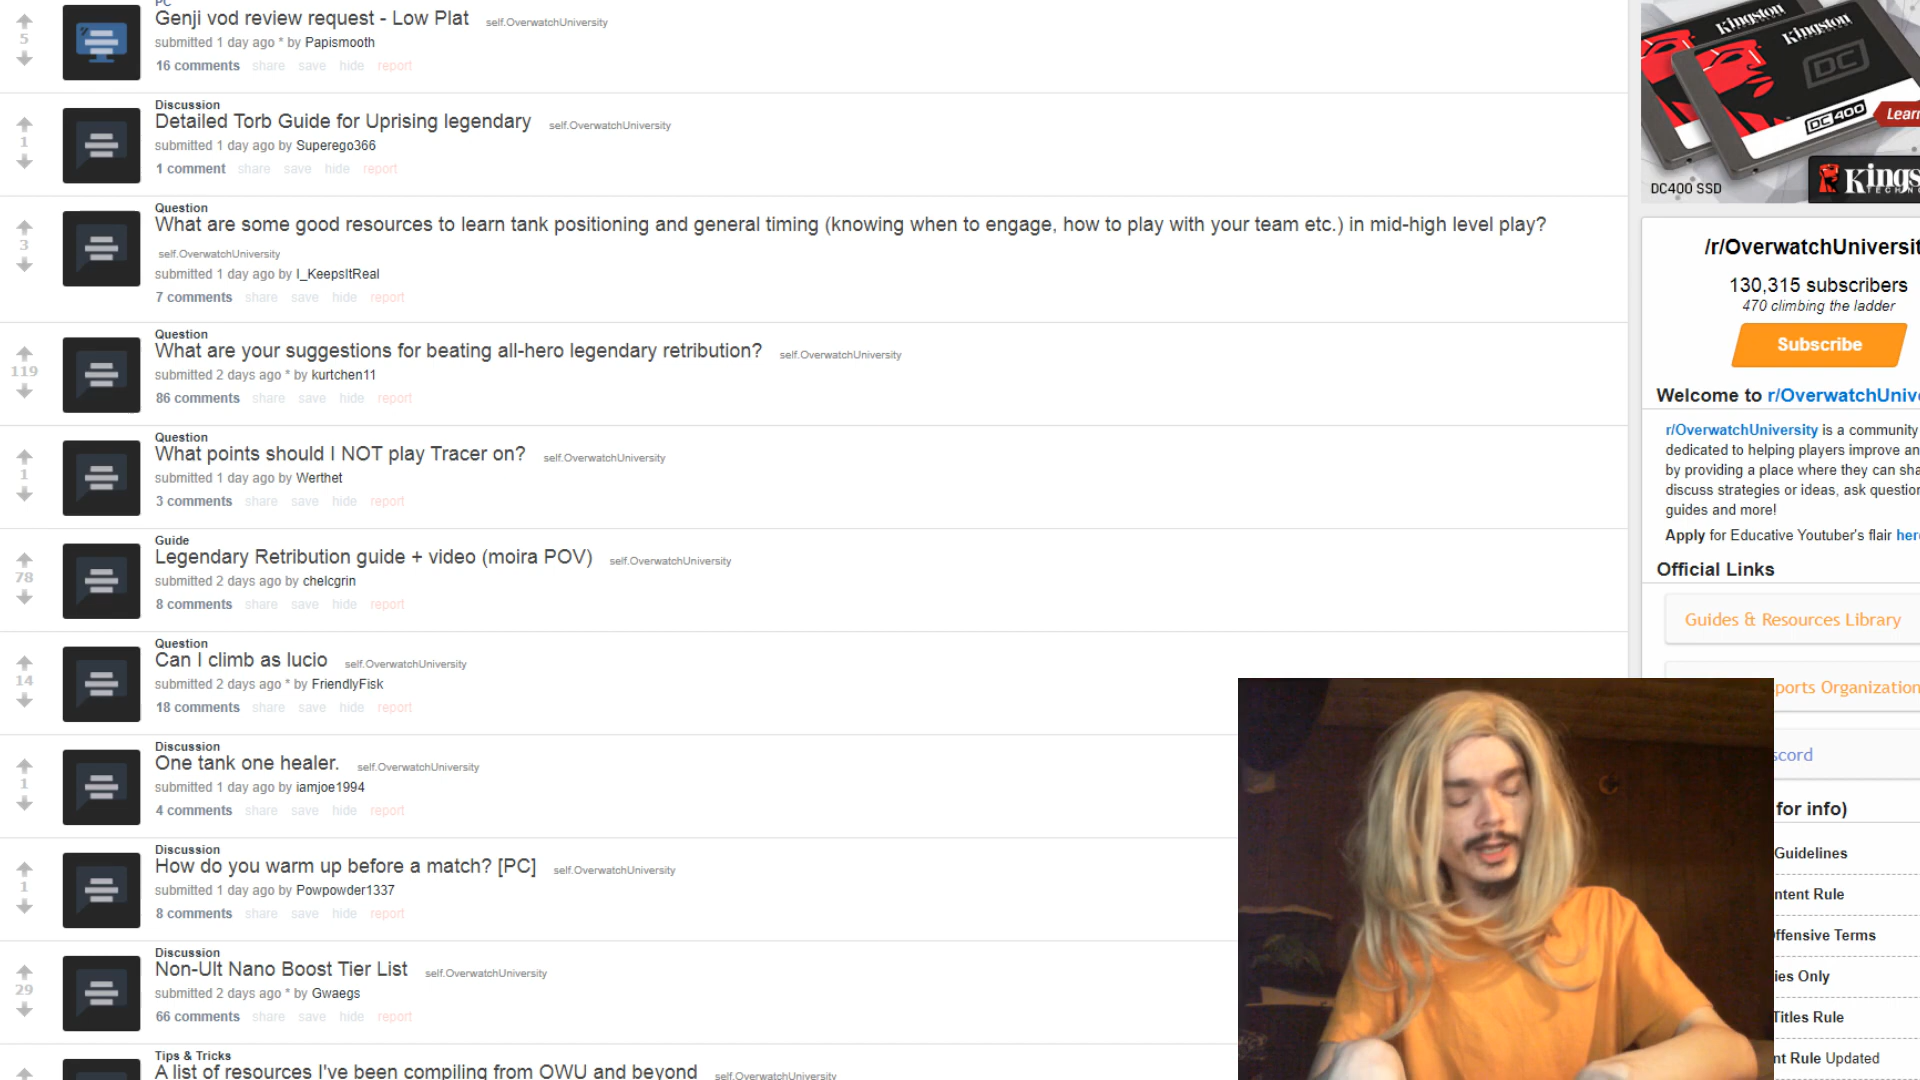 PC
Genji vod review request - Low Plat self.OverwatchUniversity
5
submitted 1 day ago * by Papismooth
16 comments share save hide report
Discussion
Detailed Torb Guide for Uprising legendary self.OverwatchUniversity
1
submitted 1 day ago by Superego366
1 comment share save hide report
Question
What are some good resources to learn tank positioning and general timing (knowing when to engage, how to play with your team etc.) in mid-high level play?
3
self.OverwatchUniversity
submitted 1 day ago by I_KeepsItReal
7 comments share save hide report
Question
What are your suggestions for beating all-hero legendary retribution? self.OverwatchUniversity
119
submitted 2 days ago * by kurtchen11
86 comments share save hide report
Question
What points should I NOT play Tracer on? self.OverwatchUniversity
1
submitted 1 day ago by Werthet
3 comments share save hide report
Guide
Legendary Retribution guide + video (moira POV) self.OverwatchUniversity
78
submitted 2 days ago by chelcgrin
8 comments share save hide report
Question
Can I climb as lucio self.OverwatchUniversity
14
submitted 2 days ago * by FriendlyFisk
18 comments share save hide report
Discussion
One tank one healer. self.OverwatchUniversity
1
submitted 1 day ago by iamjoe1994
4 comments share save hide report
Discussion
How do you warm up before a match? [PC] self.OverwatchUniversity
1
submitted 1 day ago by Powpowder1337
8 comments share save hide report
Discussion
Non-Ult Nano Boost Tier List self.OverwatchUniversity
29
submitted 2 days ago * by Gwaegs
66 comments share save hide report
Tips & Tricks
A list of resources I've been compiling from OWU and beyond self.OverwatchUniversity
Kingston
Kingston
DC
DC400
Learn
DC400 SSD
Kings
TECHNO
/r/OverwatchUniversit
130,315 subscribers
470 climbing the ladder
Subscribe
Welcome to r/OverwatchUnive
r/OverwatchUniversity is a community
dedicated to helping players improve an
by providing a place where they can sha
discuss strategies or ideas, ask question
guides and more!
Apply for Educative Youtuber's flair here
Official Links
Guides & Resources Library
ports Organization
scord
for info)
Guidelines
ntent Rule
ffensive Terms
ies Only
Titles Rule
nt Rule Updated